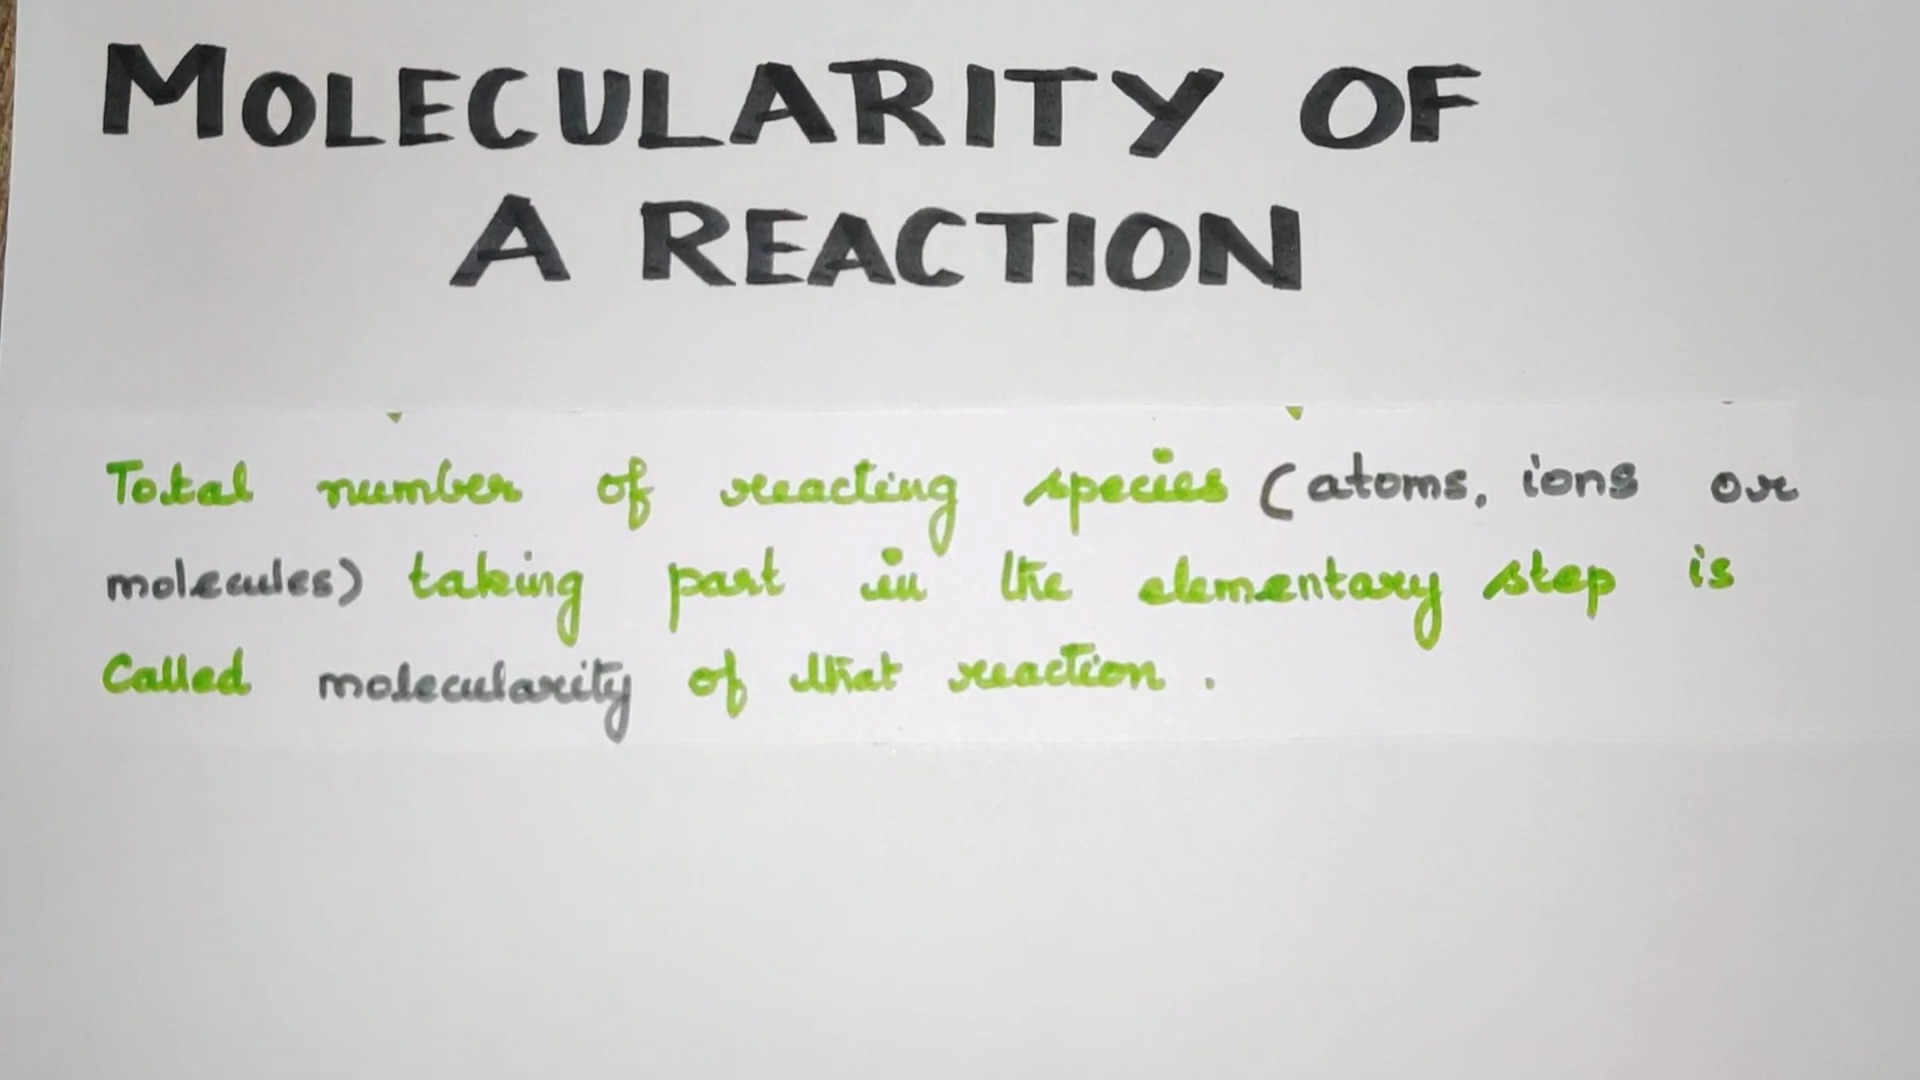 MOLECULARITY OF
A REACTION
Total number of reacting species (atoms, ions or
molecules) taking part in the elementary step is
Called molecularity of that reaction.